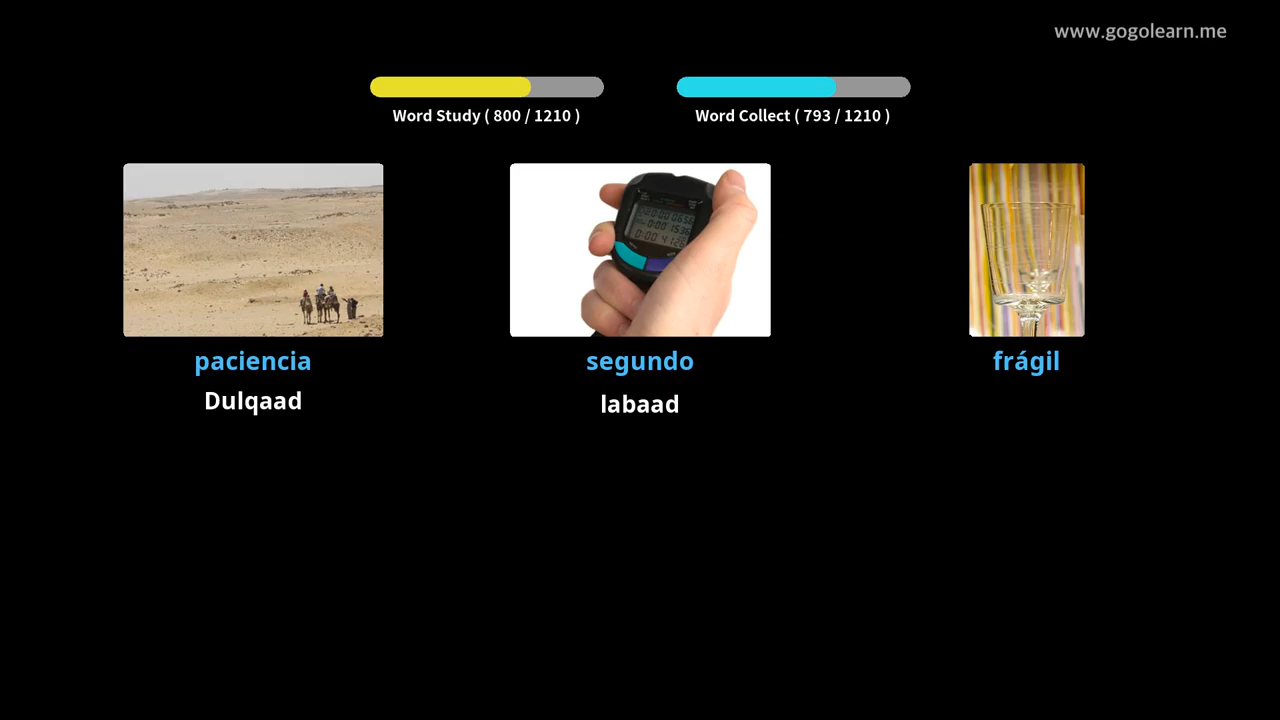 www.gogolearn.me
Word Study ( 800 / 1210 )
Word Collect ( 793 / 1210 )
paciencia
segundo
frágil
Dulqaad
labaad